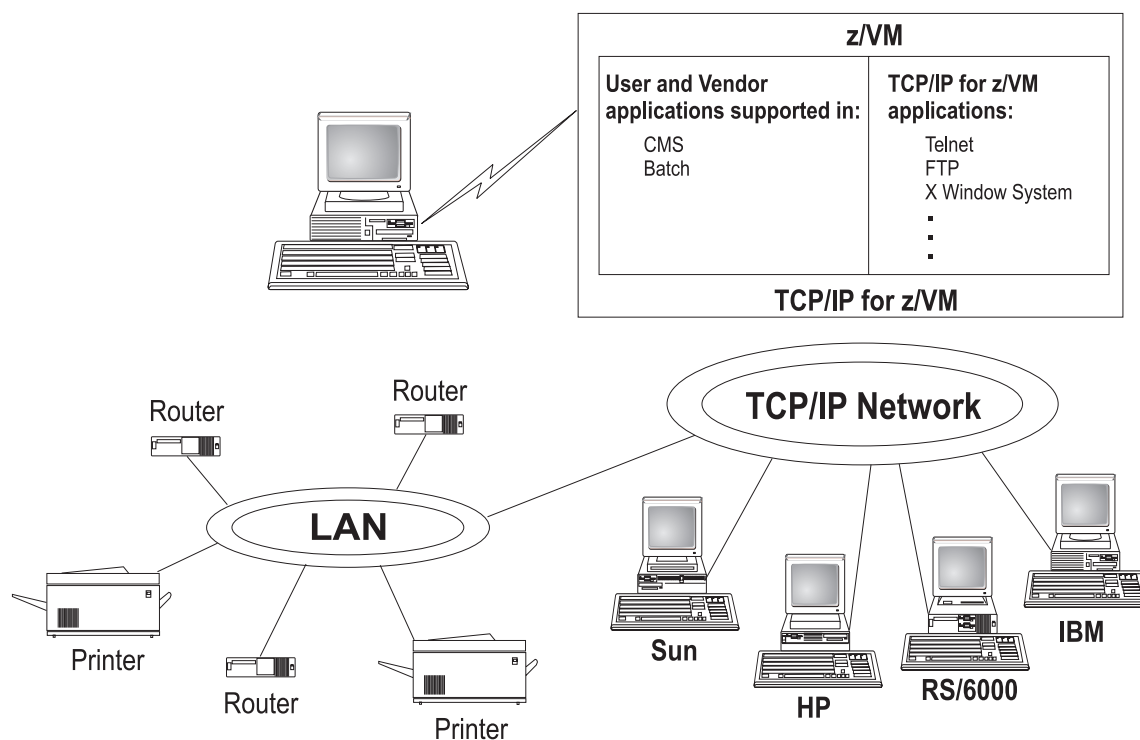 z/VM
User and Vendor
applications supported in:
CMS
Batch
TCP/IP for z/VM
applications:
Telnet
FTP
X Window System
TCP/IP for z/VM
TCP/IP Network
Router
Router
LAN
Printer
Router
Printer
Sun
HP
RS/6000
IBM